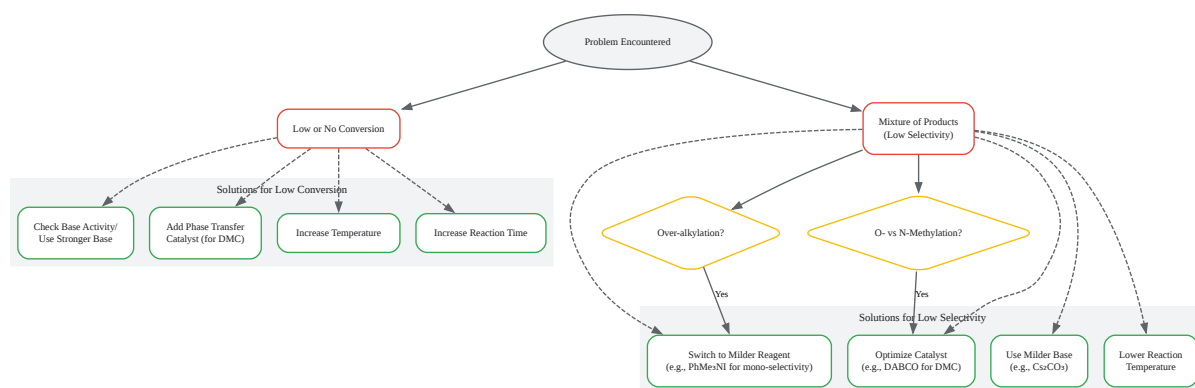 Problem Encountered
Low or No Conversion
Mixture of Products
(Low Selectivity)
Solutions for Low Conversion
Check Base Activity/
Use Stronger Base
Add Phase Transfer
Catalyst (for DMC)
Increase Temperature
Increase Reaction Time
Over-alkylation?
O- vs N-Methylation?
Yes
Yes
Solutions for Low Selectivity
Switch to Milder Reagent
(e.g., PhMe₃NI for mono-selectivity)
Optimize Catalyst
(e.g., DABCO for DMC)
Use Milder Base
(e.g., Cs₂CO₃)
Lower Reaction
Temperature